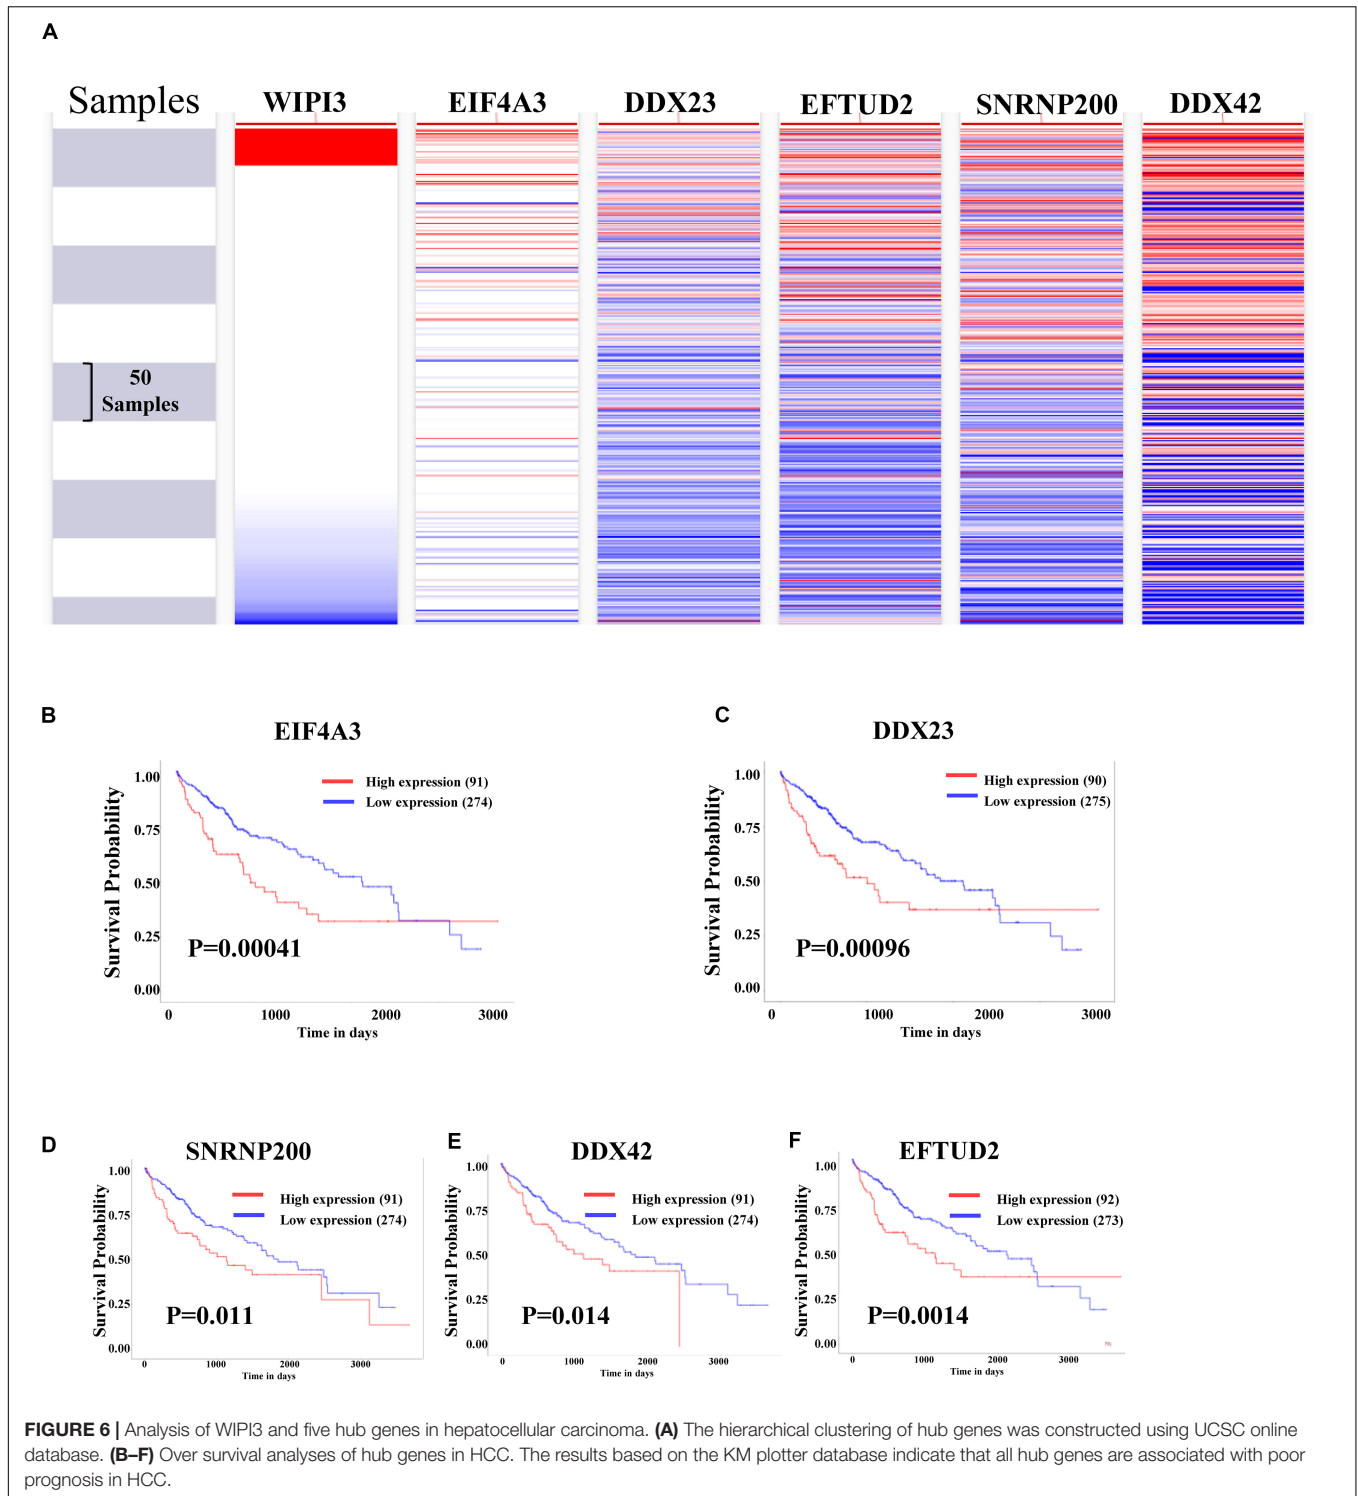 A
Samples WIPI3 EIF4A3 DDX23 EFTUD2 SNRNP200 DDX42
50
Samples
B
EIF4A3
High expression (91)
Low expression (274)
Survival Probability
1.00
0.75
0.50
0.25
0.00
P=0.00041
0 1000 2000 3000
Time in days
C
DDX23
High expression (90)
Low expression (275)
Survival Probability
1.00
0.75
0.50
0.25
0.00
P=0.00096
0 1000 2000 3000
Time in days
D
SNRNP200
High expression (91)
Low expression (274)
Survival Probability
1.00
0.75
0.50
0.25
0.00
P=0.011
0 1000 2000 3000
Time in days
E
DDX42
High expression (91)
Low expression (274)
Survival Probability
1.00
0.75
0.50
0.25
0.00
P=0.014
0 1000 2000 3000
Time in days
F
EFTUD2
High expression (92)
Low expression (273)
Survival Probability
1.00
0.75
0.50
0.25
0.00
P=0.0014
0 1000 2000 3000
Time in days
FIGURE 6 | Analysis of WIPI3 and five hub genes in hepatocellular carcinoma. (A) The hierarchical clustering of hub genes was constructed using UCSC online
database. (B–F) Over survival analyses of hub genes in HCC. The results based on the KM plotter database indicate that all hub genes are associated with poor
prognosis in HCC.